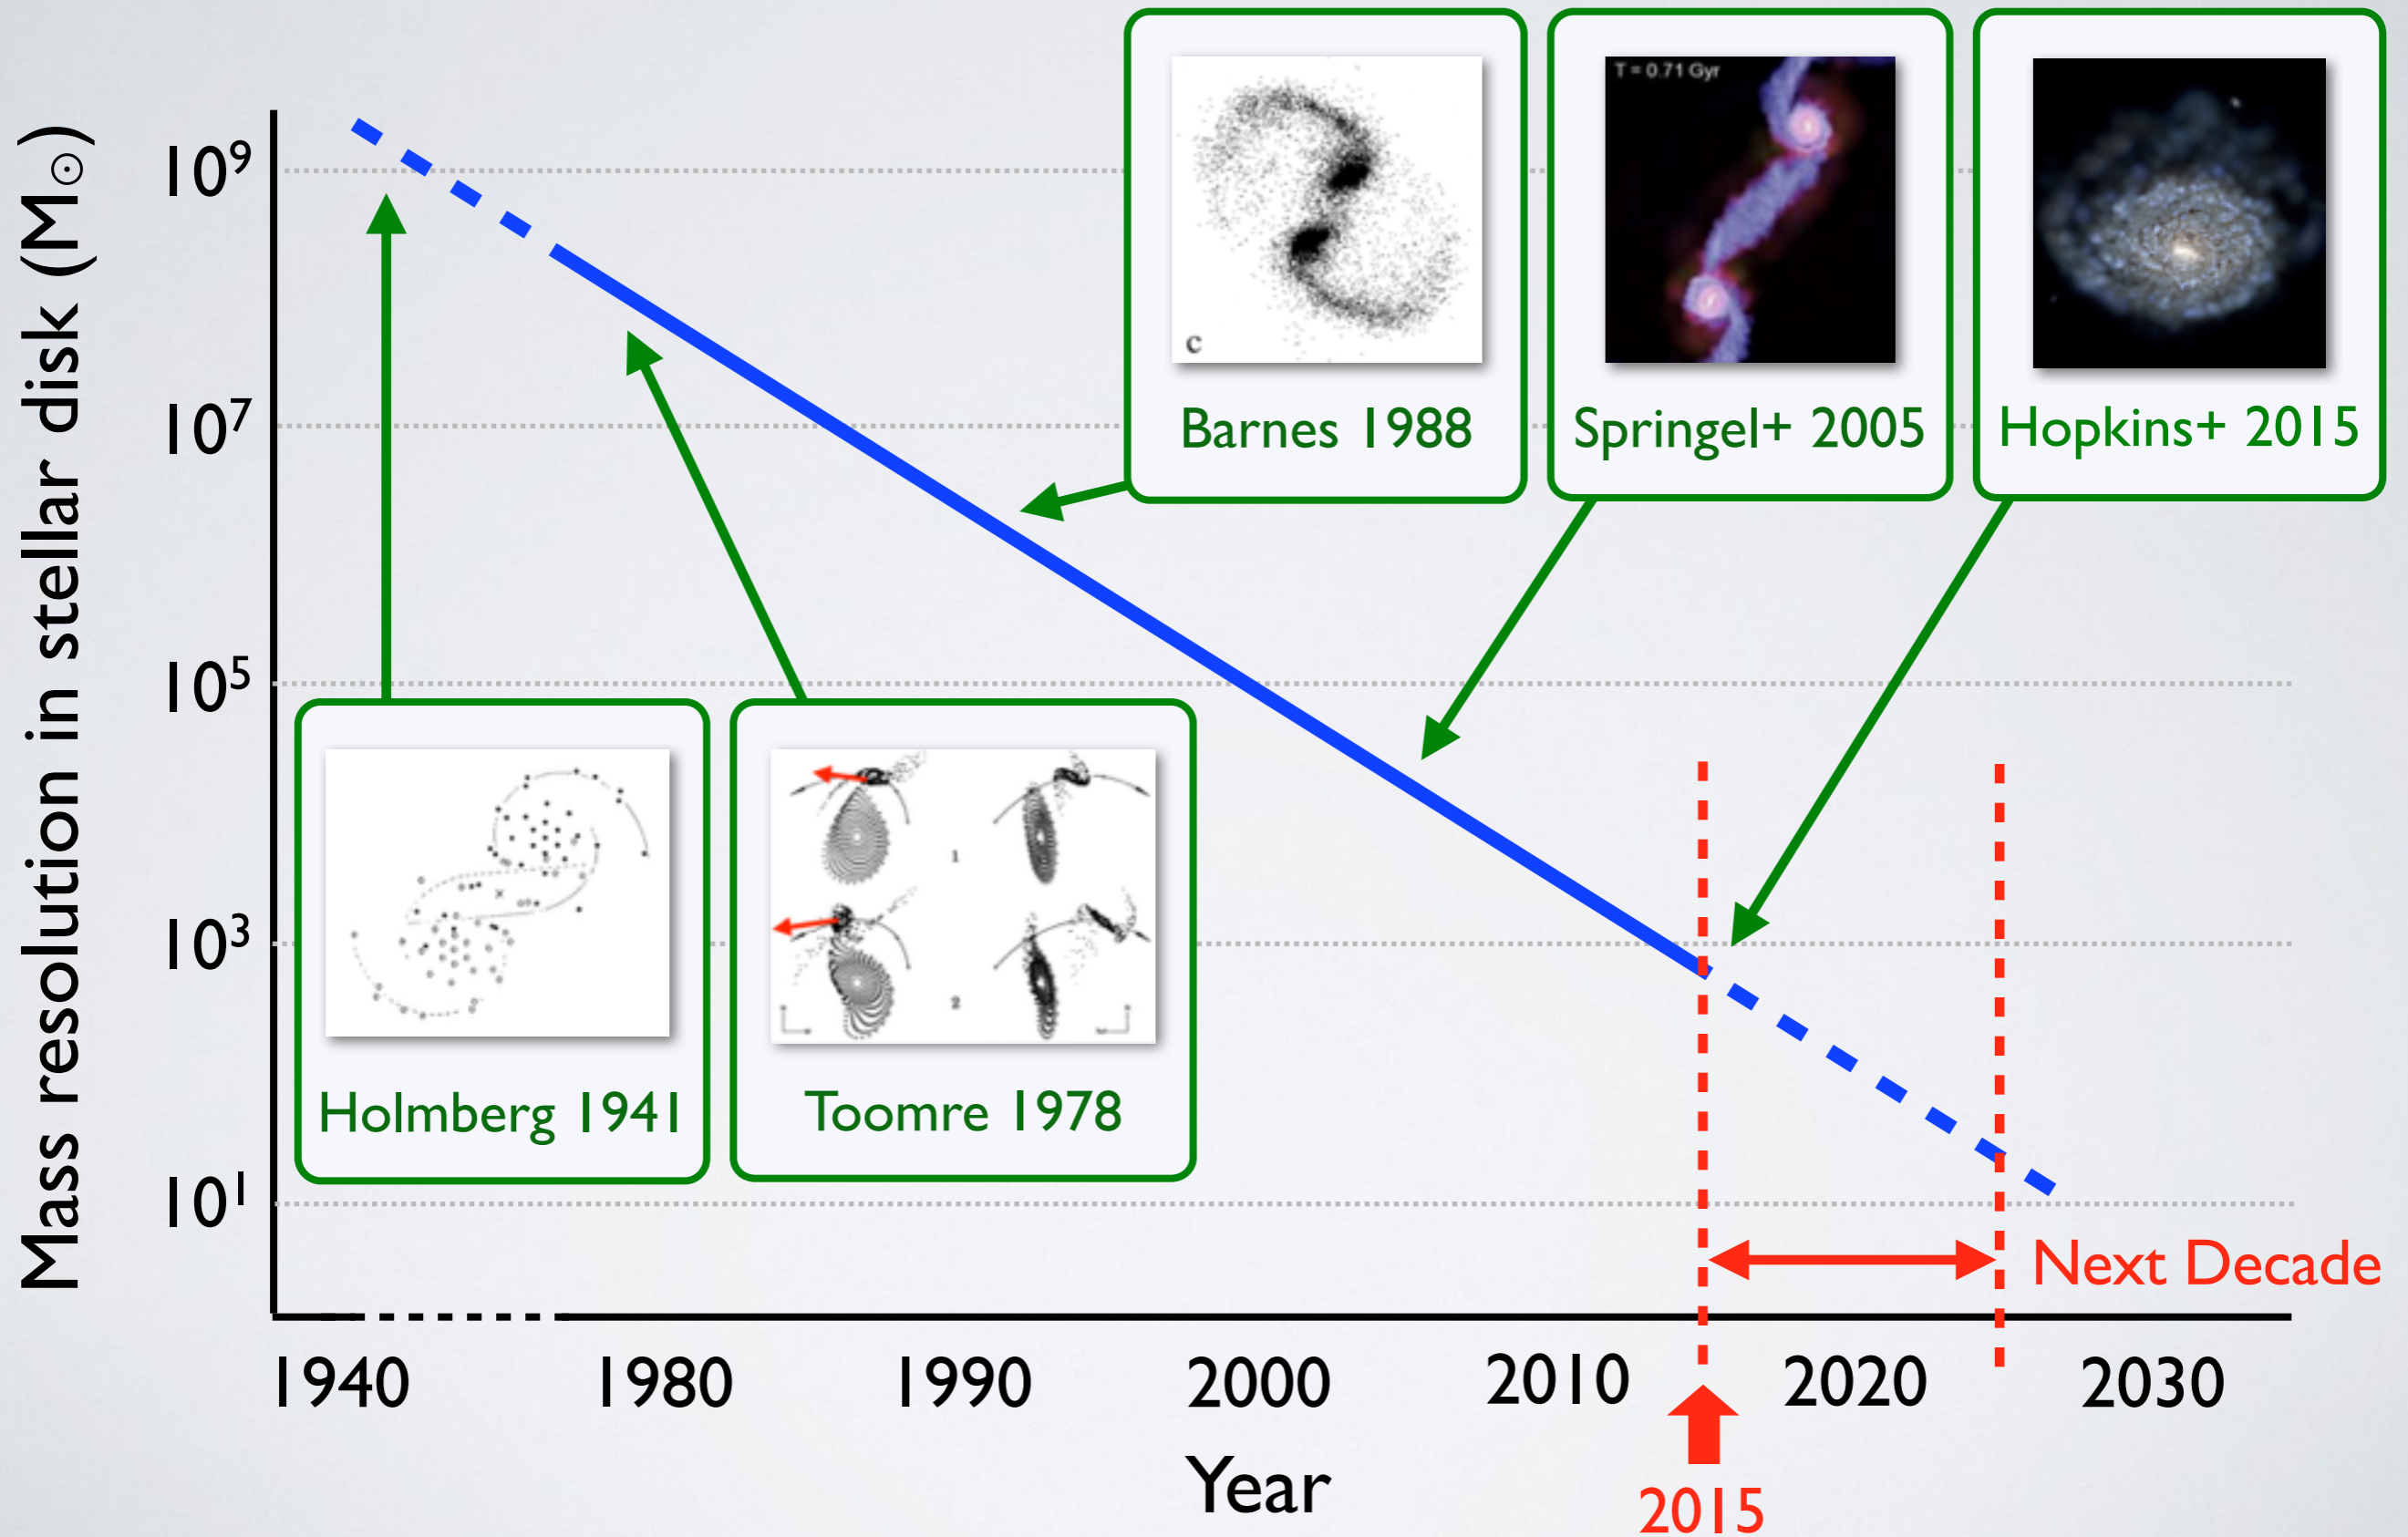 Mass resolution in stellar disk (M☉)
10⁹
10⁷
10⁵
10³
10¹
c
Barnes 1988
T = 0.71 Gyr
Springel+ 2005
Hopkins+ 2015
Holmberg 1941
1
2
Toomre 1978
Next Decade
1940 1980 1990 2000 2010 2020 2030
Year
2015